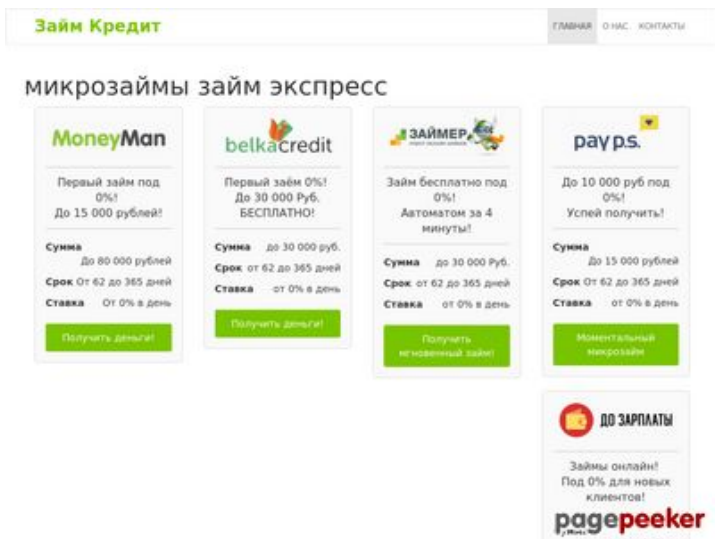 Займ Кредит
ГЛАВНАЯ О НАС КОНТАКТЫ
микрозаймы займ экспресс
MoneyMan
Первый займ под
0%!
До 15 000 рублей!
Сумма
До 80 000 рублей
Срок От 62 до 365 дней
Ставка От 0% в день
Получить деньги!
belkacredit
Первый заём 0%!
До 30 000 Руб.
БЕСПЛАТНО!
Сумма до 30 000 руб.
Срок от 62 до 365 дней
Ставка от 0% в день
Получить деньги!
ЗАЙМЕР
Займ бесплатно под
0%!
Автоматом за 4
минуты!
Сумма до 30 000 Руб.
Срок от 62 до 365 дней
Ставка от 0% в день
Получить
мгновенный займ!
pay p.s.
До 10 000 руб под
0%!
Успей получить!
Сумма
До 15 000 рублей
Срок От 62 до 365 дней
Ставка от 0% в день
Моментальный
микрозайм
ДО ЗАРПЛАТЫ
Займы онлайн!
Под 0% для новых
клиентов!
pagepeeker